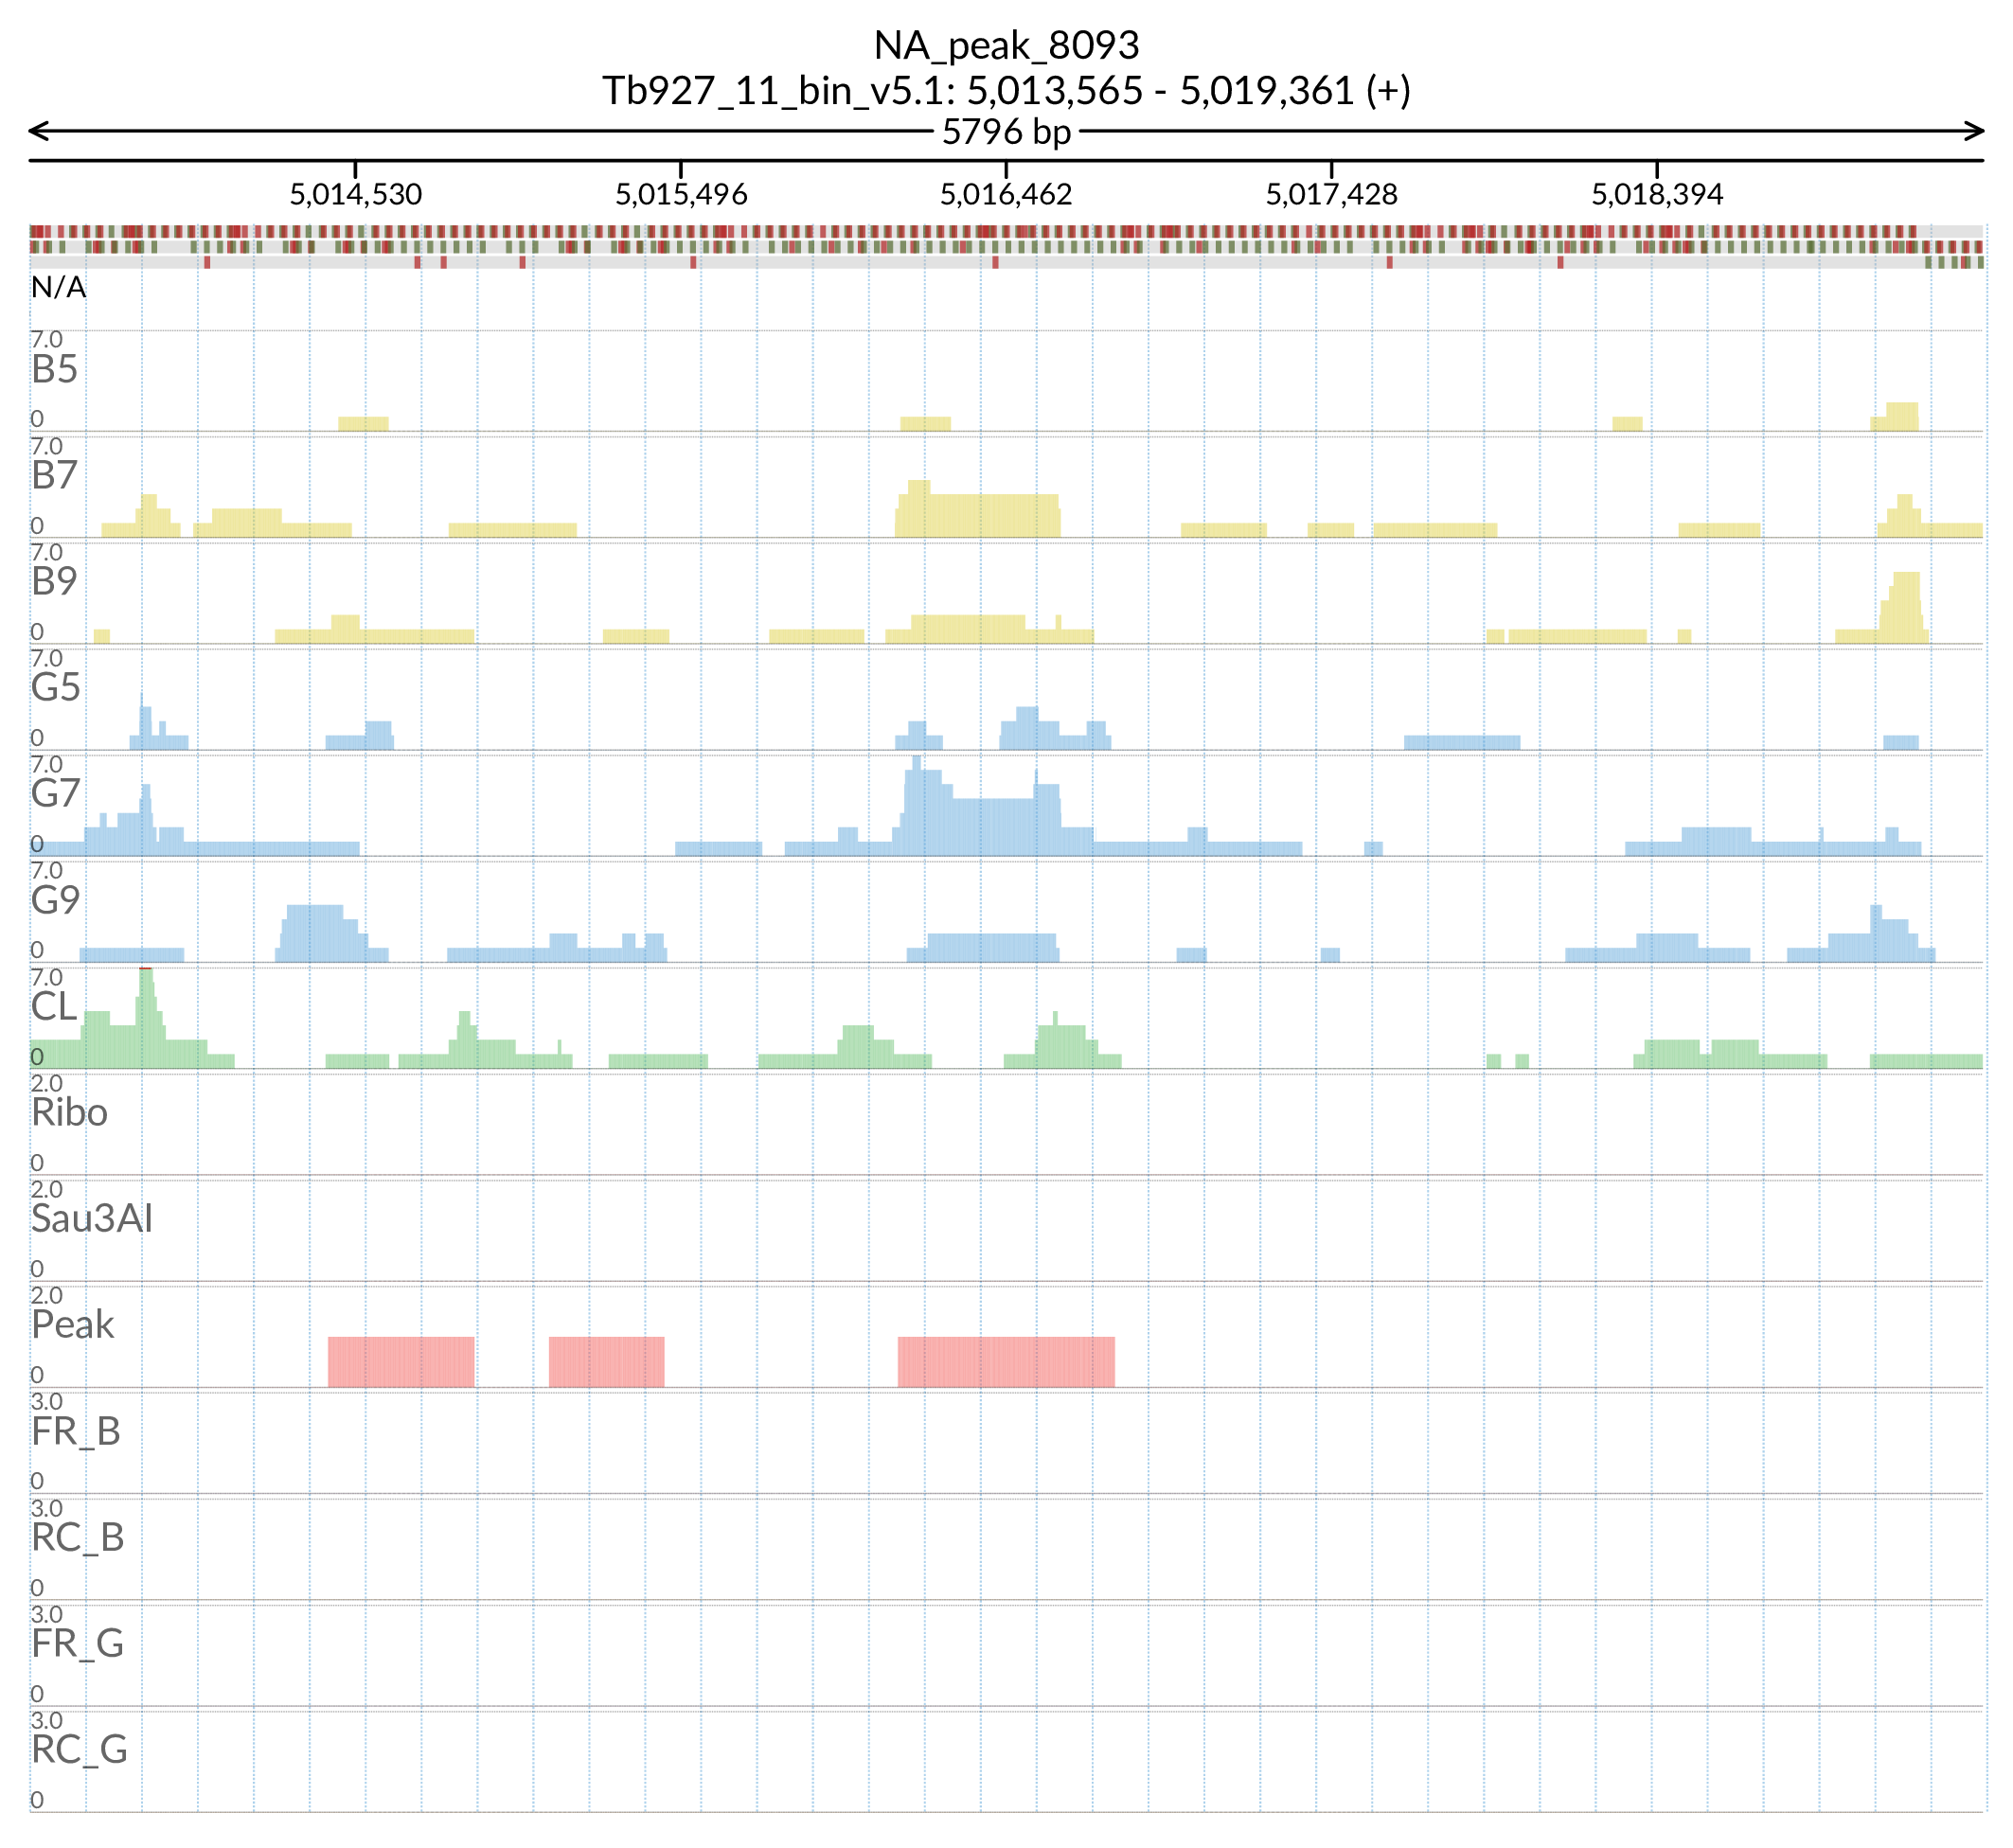 NA_peak_8093
Tb927_11_bin_v5.1: 5,013,565 - 5,019,361 (+)
5796 bp
5,014,530 5,015,496 5,016,462 5,017,428 5,018,394
N/A
7.0
B5
0
7.0
B7
0
7.0
B9
0
7.0
G5
0
7.0
G7
0
7.0
G9
0
7.0
CL
0
2.0
Ribo
0
2.0
Sau3AI
0
2.0
Peak
0
3.0
FR_B
0
3.0
RC_B
0
3.0
FR_G
0
3.0
RC_G
0